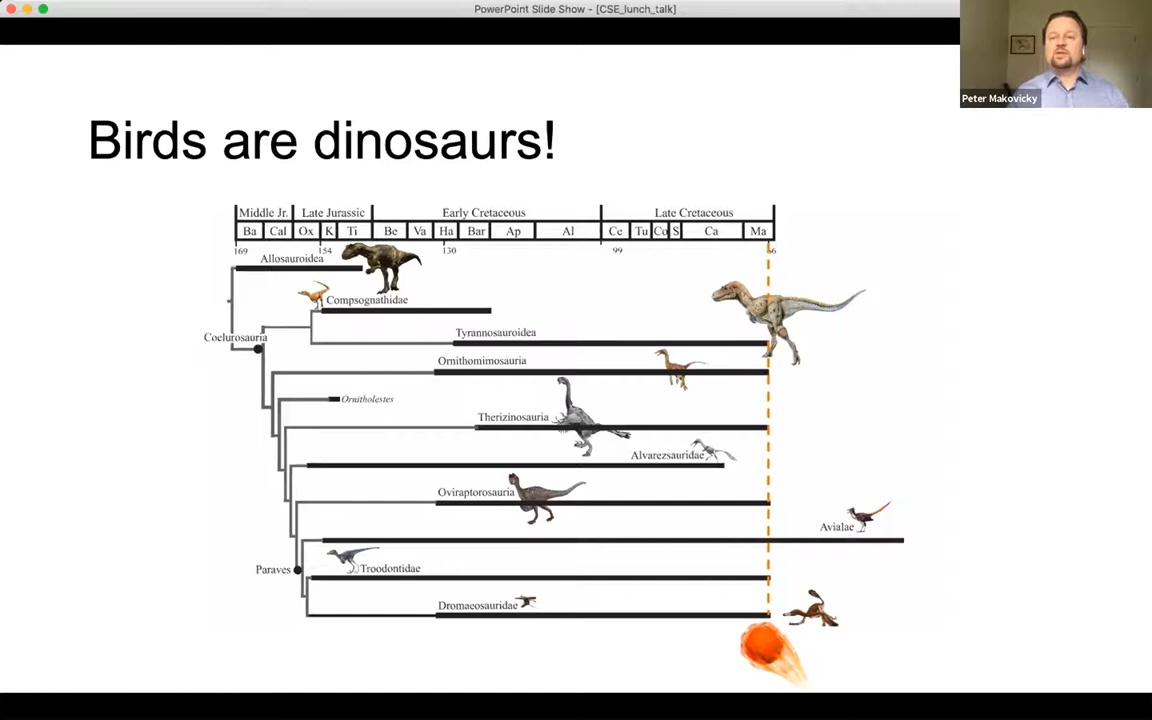 PowerPoint Slide Show - [CSE_lunch_talk]
Peter Makovicky
Birds are dinosaurs!
Middle Jr. Late Jurassic Early Cretaceous Late Cretaceous
Ba Cal Ox K Ti Be Va Ha Bar Ap Al Ce Tu Co S Ca Ma
169 154 130 99 66
Allosauroidea
Compsognathidae
Tyrannosauroidea
Coelurosauria
Ornithomimosauria
Ornitholestes
Therizinosauria
Alvarezsauridae
Oviraptorosauria
Avialae
Paraves
Troodontidae
Dromaeosauridae